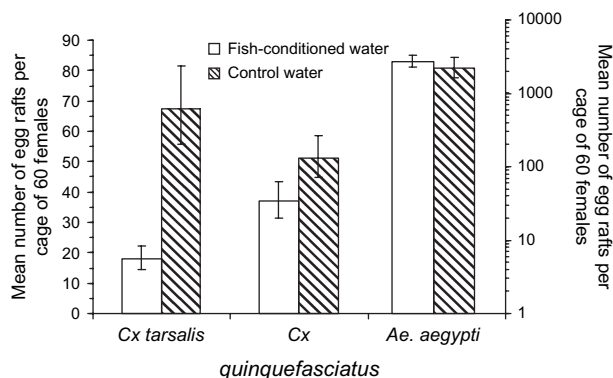 Mean number of egg rafts per
cage of 60 females
90
80
70
60
50
40
30
20
10
0
Fish-conditioned water
Control water
10000
1000
100
10
1
Mean number of egg rafts per
cage of 60 females
Cx tarsalis
Cx
Ae. aegypti
quinquefasciatus